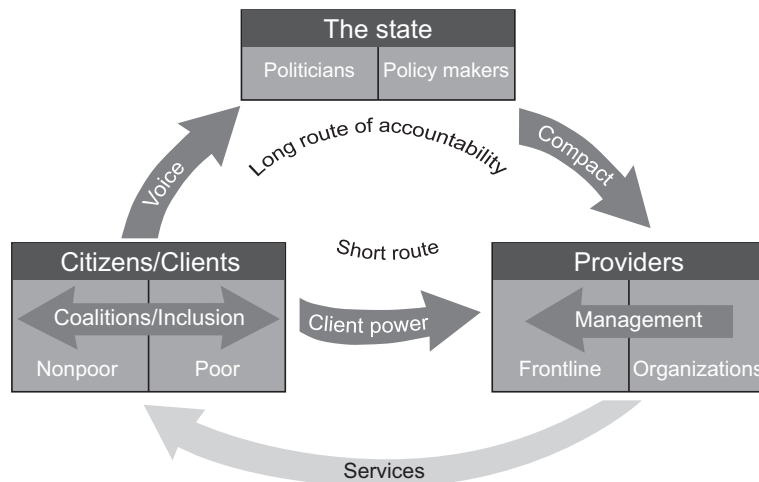 The state
Politicians
Policy makers
Long route of accountability
Voice
Compact
Short route
Citizens/Clients
Providers
Coalitions/Inclusion
Client power
Management
Nonpoor
Poor
Frontline
Organizations
Services